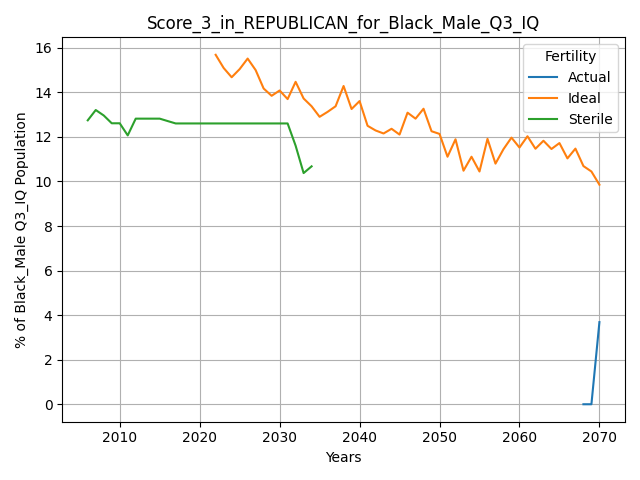 Score_3_in_REPUBLICAN_for_Black_Male_Q3_IQ
% of Black_Male Q3_IQ Population
16
14
12
10
8
6
4
2
0
Fertility
Actual
Ideal
Sterile
2010
2020
2030
2040
2050
2060
2070
Years